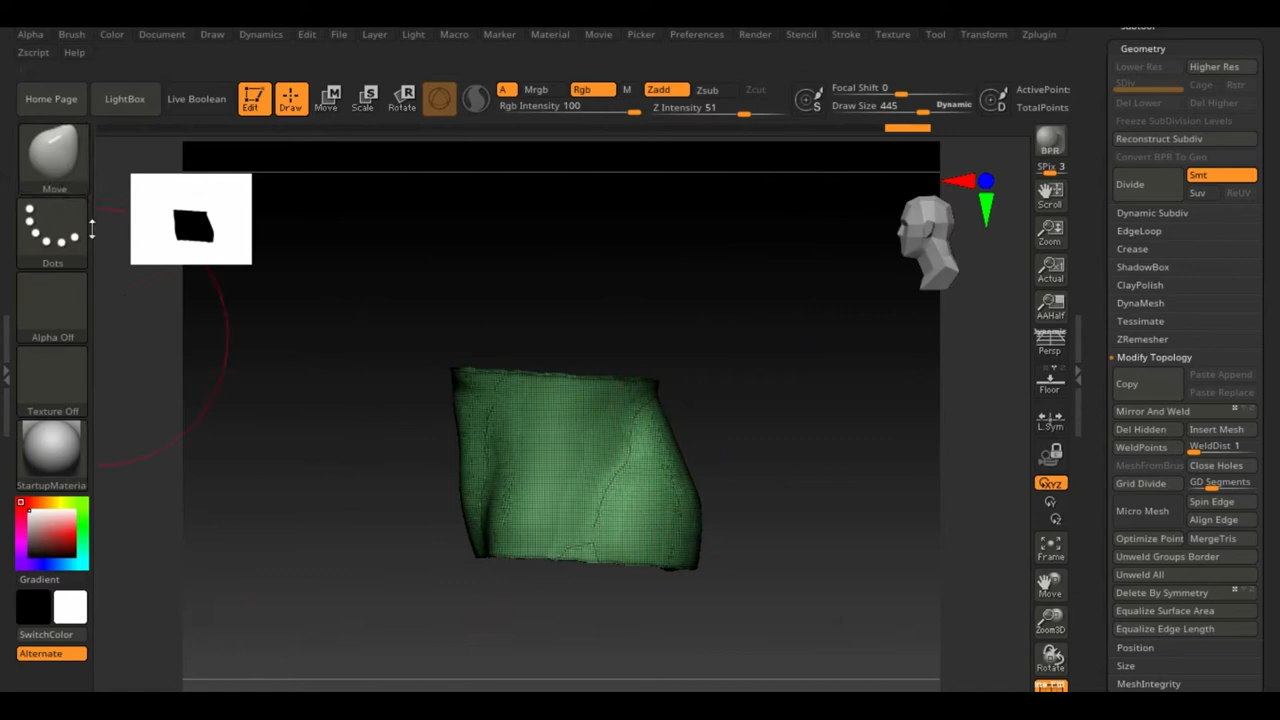 Alpha Brush Color Document Draw Dynamics Edit File Layer Light Macro Marker Material Movie Picker Preferences Render Stencil Stroke Texture Tool Transform Zplugin
Zscript Help
Home Page LightBox Live Boolean Edit Draw Move Scale Rotate
A Mrgb Rgb M Zadd Zsub Zcut
Rgb Intensity 100 Z Intensity 51
Focal Shift 0
Draw Size 445 Dynamic
ActivePoints:
TotalPoints:
S
D
Move
Dots
Alpha Off
Texture Off
StartupMateria
Gradient
SwitchColor
Alternate
BPR
SPix 3
Scroll
Zoom
Actual
AAHalf
Dynamic
Persp
Floor
L.Sym
XYZ
Y
Z
Frame
Move
Zoom3D
Rotate
Geometry
Lower Res Higher Res
SDiv Cage Rstr
Del Lower Del Higher
Freeze SubDivision Levels
Reconstruct Subdiv
Convert BPR To Geo
Divide Smt
Suv ReUV
Dynamic Subdiv
EdgeLoop
Crease
ShadowBox
ClayPolish
DynaMesh
Tessimate
ZRemesher
Modify Topology
Copy Paste Append
Paste Replace
Mirror And Weld
Del Hidden Insert Mesh
WeldPoints WeldDist 1
MeshFromBrus Close Holes
Grid Divide GD Segments
Micro Mesh Spin Edge
Align Edge
Optimize Point MergeTris
Unweld Groups Border
Unweld All
Delete By Symmetry
Equalize Surface Area
Equalize Edge Length
Position
Size
MeshIntegrity